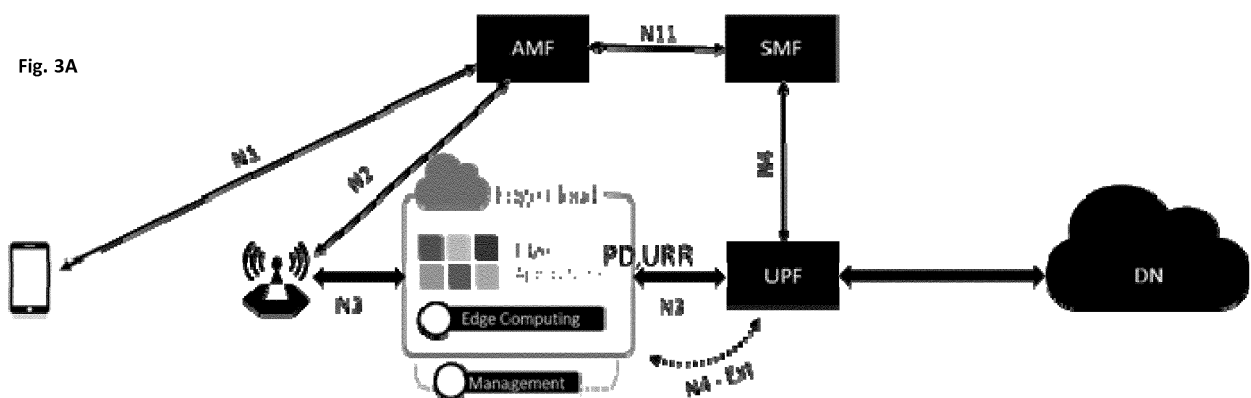 Fig. 3A
AMF
N11
SMF
N1
N2
N4
PD,URR
UPF
DN
N3
N3
Edge Computing
N4 - Ext
Management